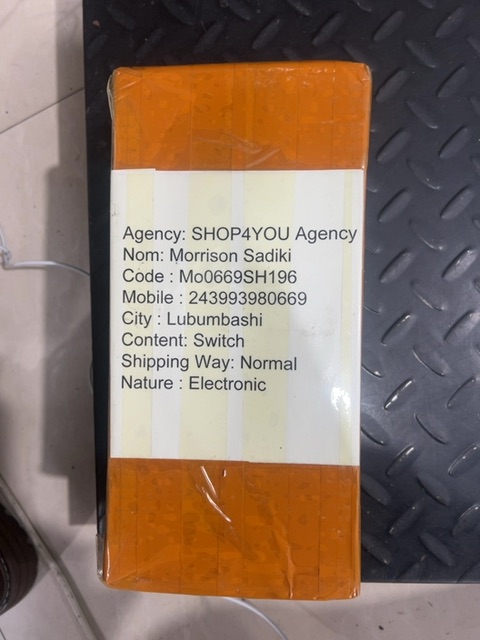 Agency: SHOP4YOU Agency
Nom: Morrison Sadiki
Code : Mo0669SH196
Mobile : 243993980669
City : Lubumbashi
Content: Switch
Shipping Way: Normal
Nature : Electronic